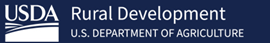 USDA Rural Development
U.S. DEPARTMENT OF AGRICULTURE